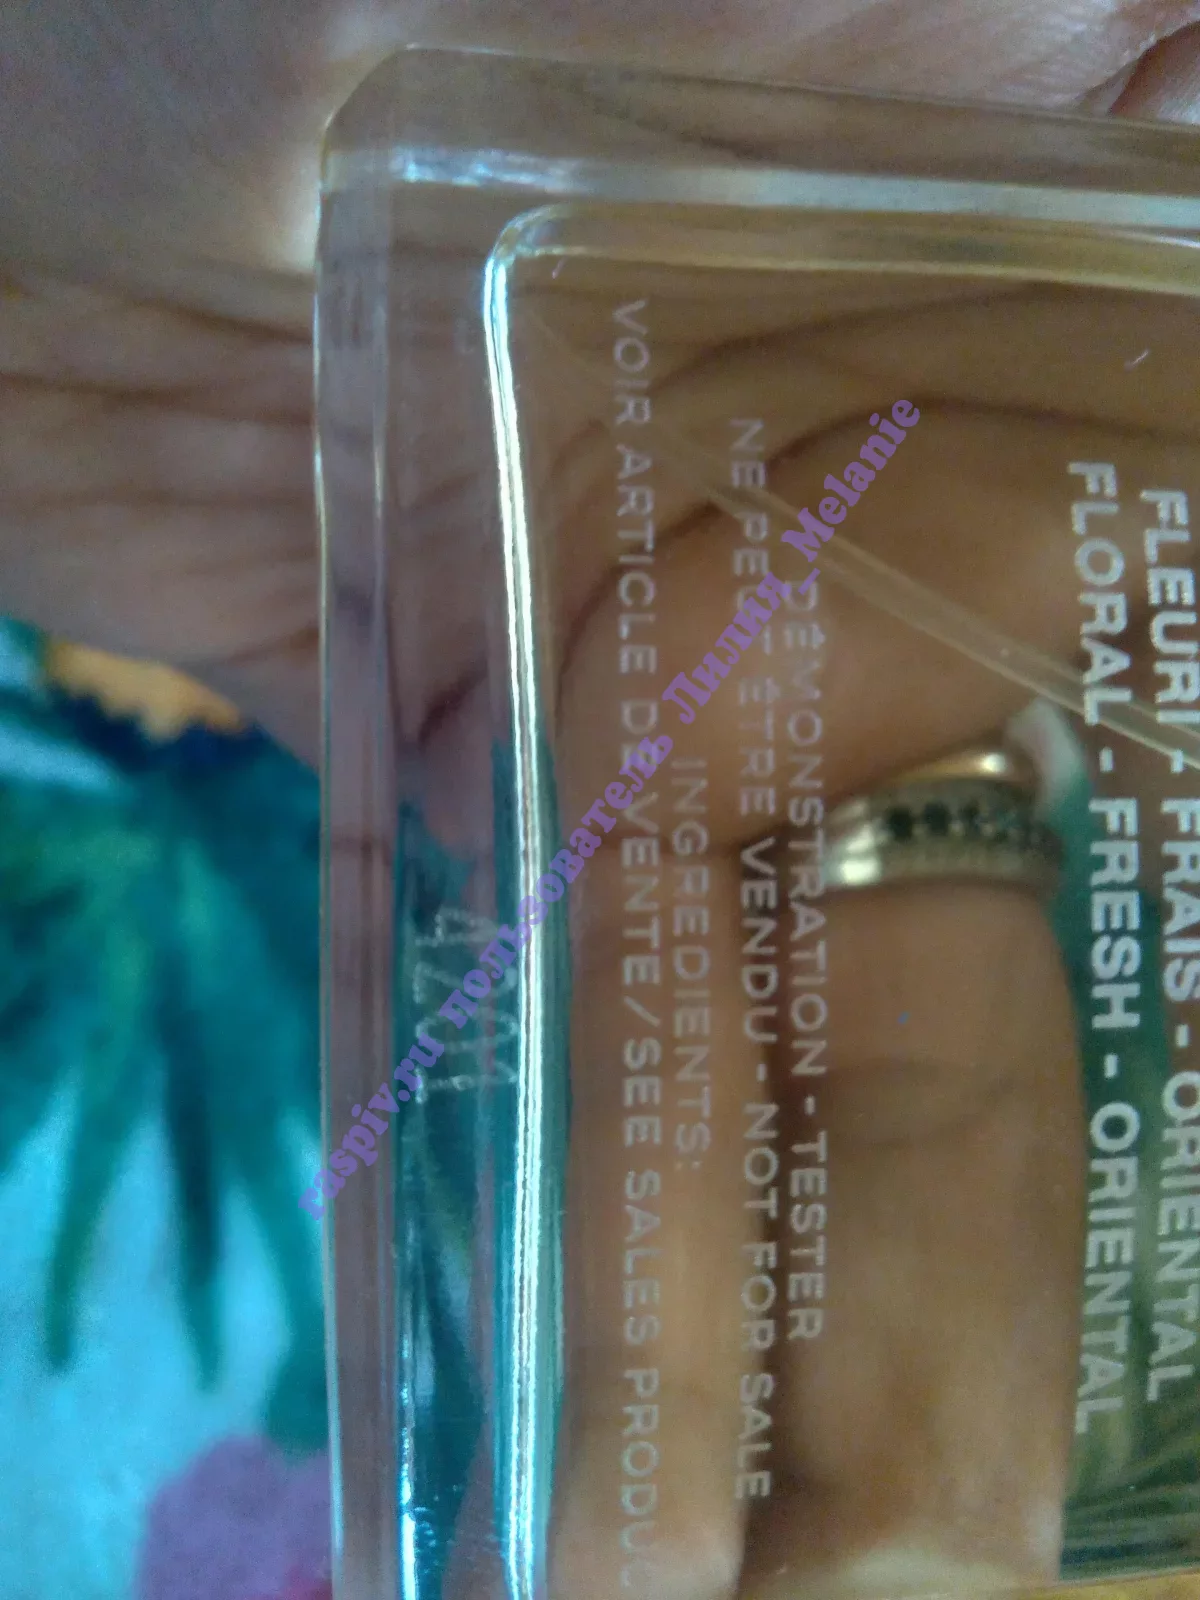 FLEURI - FRAIS - ORIENTAL
FLORAL - FRESH - ORIENTAL
DÉMONSTRATION - TESTER
NE PEUT ÊTRE VENDU - NOT FOR SALE
INGREDIENTS:
VOIR ARTICLE DE VENTE/SEE SALES PRODUC
raspiv.ru пользователь Лилия_Melanie